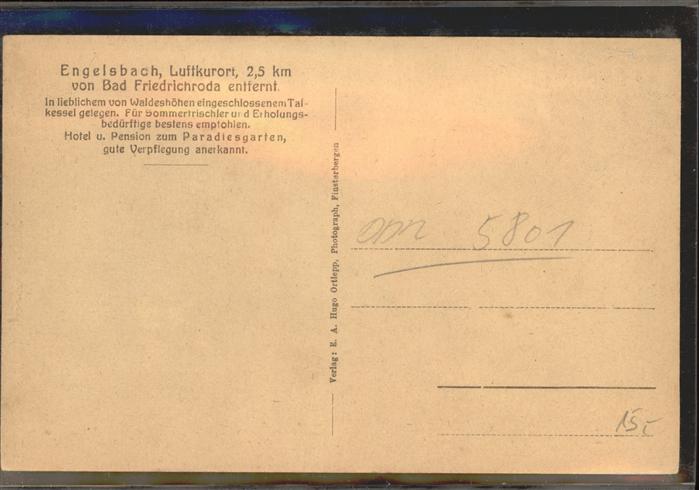 Engelsbach, Luftkurort, 2,5 km
von Bad Friedrichroda entfernt.
In lieblichem von Waldeshöhen eingeschlossenem Tal-
kessel gelegen. Für Sommerfrischler und Erholungs-
bedürftige bestens empfohlen.
Hotel u. Pension zum Paradiesgarten,
gute Verpflegung anerkannt.
Verlag: E. A. Hugo Ortlepp, Photograph, Finsterbergen
DDR 5801